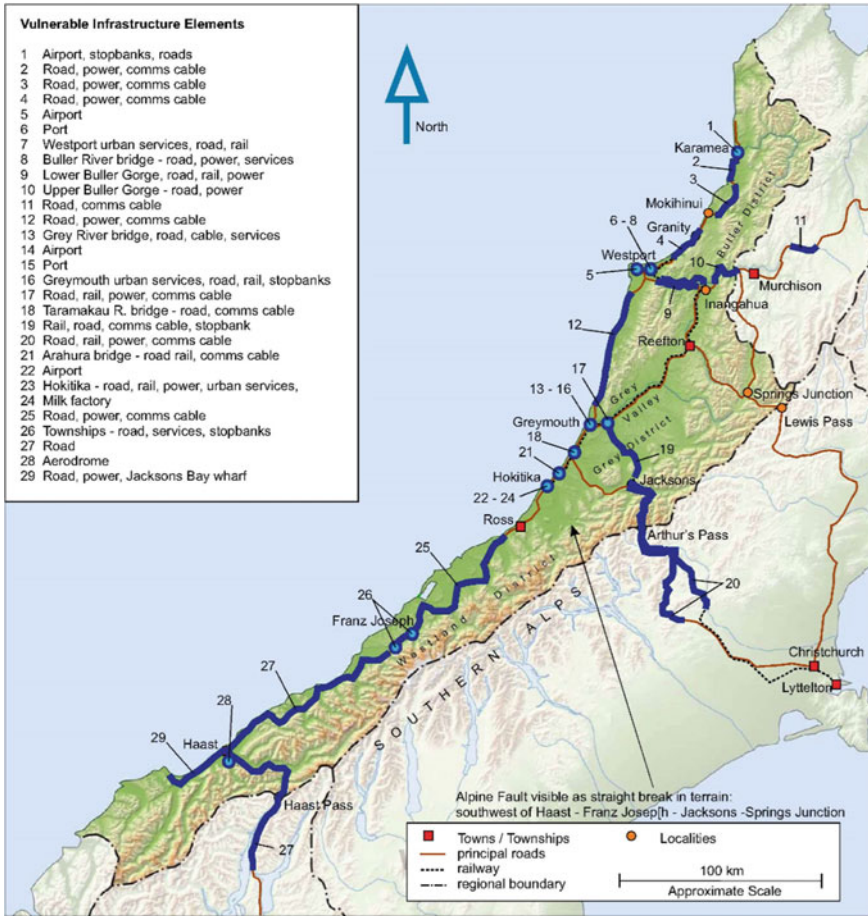 Vulnerable Infrastructure Elements
1 Airport, stopbanks, roads
2 Road, power, comms cable
3 Road, power, comms cable
4 Road, power, comms cable
5 Airport
6 Port
7 Westport urban services, road, rail
8 Buller River bridge - road, power, services
9 Lower Buller Gorge, road, rail, power
10 Upper Buller Gorge - road, power
11 Road, comms cable
12 Road, power, comms cable
13 Grey River bridge, road, cable, services
14 Airport
15 Port
16 Greymouth urban services, road, rail, stopbanks
17 Road, rail, power, comms cable
18 Taramakau R. bridge - road, comms cable
19 Rail, road, comms cable, stopbank
20 Road, rail, power, comms cable
21 Arahura bridge - road rail, comms cable
22 Airport
23 Hokitika - road, rail, power, urban services,
24 Milk factory
25 Road, power, comms cable
26 Townships - road, services, stopbanks
27 Road
28 Aerodrome
29 Road, power, Jacksons Bay wharf
North
1
Karamea
2
3
Mokihinui
Buller District
6 - 8
Granity
4
11
Westport
10
5
Murchison
9
Inangahua
12
Reefton
17
Grey
Valley
Springs Junction
13 - 16
Greymouth
Lewis Pass
18
Grey District
19
21
Hokitika
Jacksons
22 - 24
Ross
Arthur's Pass
25
20
26
Franz Joseph
Westland District
SOUTHERN ALPS
Christchurch
27
Lyttelton
28
Haast
29
Haast Pass
27
Alpine Fault visible as straight break in terrain:
southwest of Haast - Franz Josep[h - Jacksons -Springs Junction
Towns / Townships
Localities
principal roads
railway
regional boundary
100 km
Approximate Scale